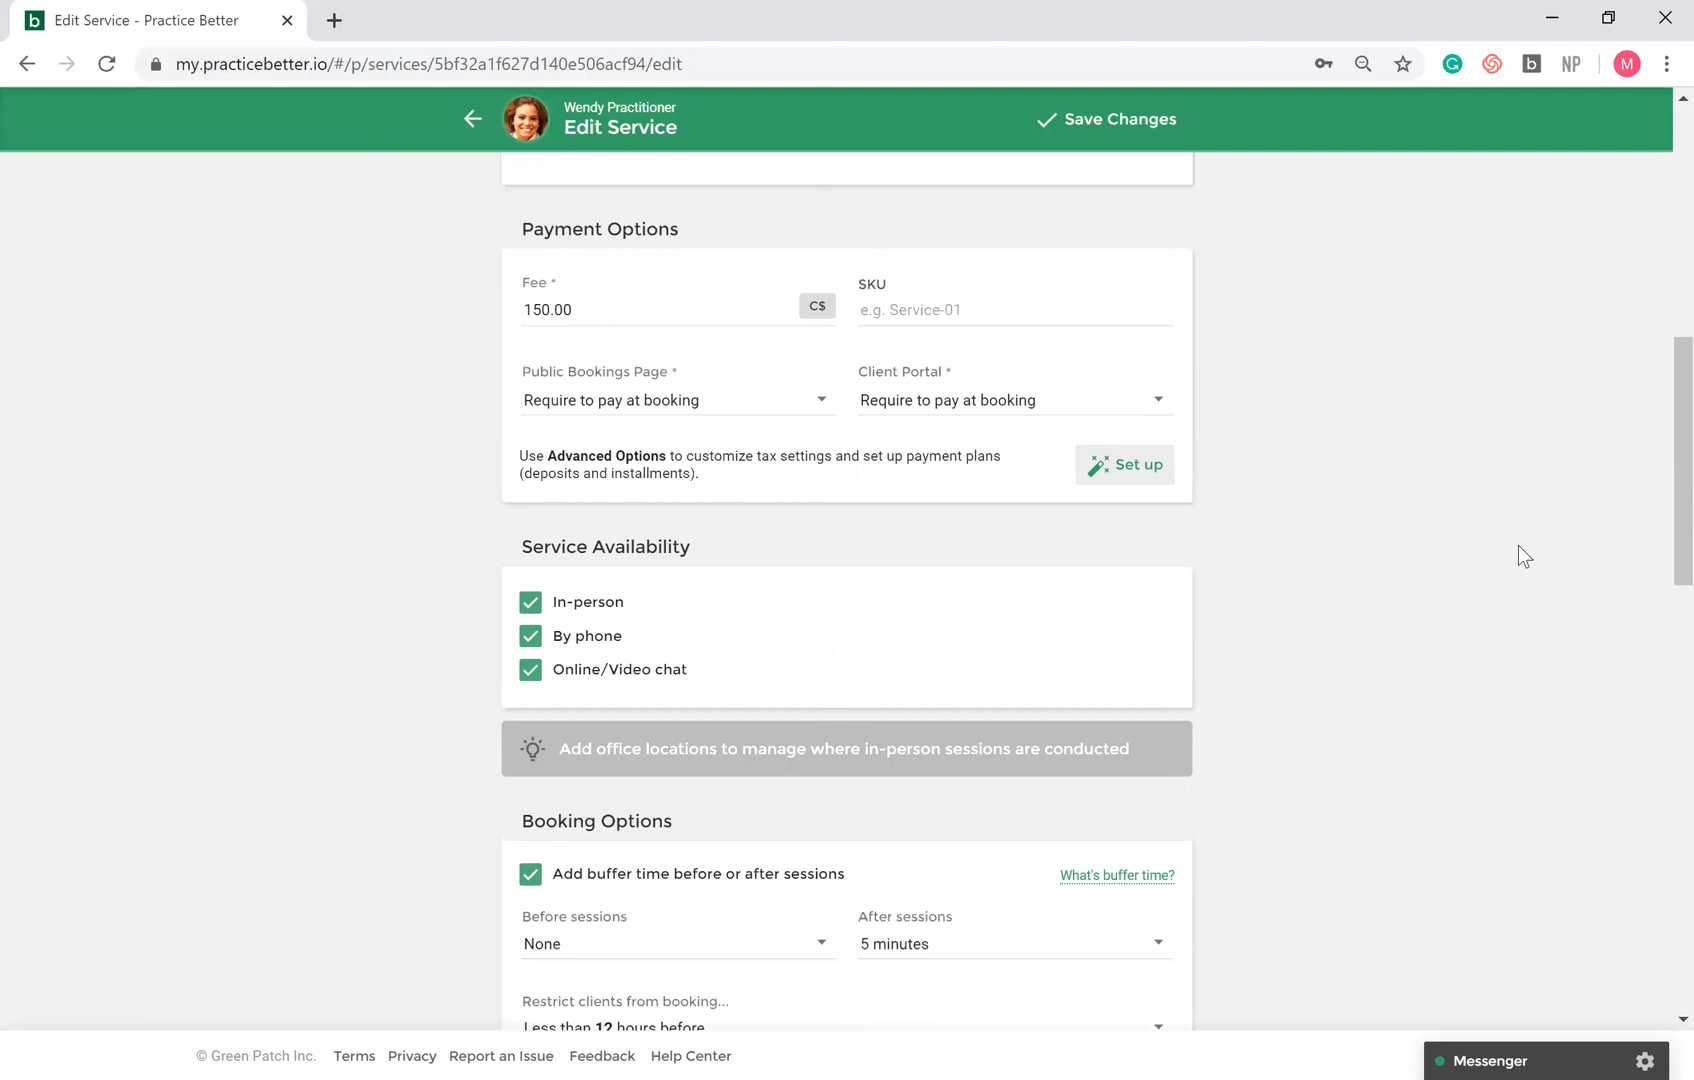 b Edit Service - Practice Better
my.practicebetter.io/#/p/services/5bf32a1f627d140e506acf94/edit
G
b
NP
M
Wendy Practitioner
Edit Service
Save Changes
Payment Options
Fee *
SKU
150.00
C$
e.g. Service-01
Public Bookings Page *
Client Portal *
Require to pay at booking
Require to pay at booking
Use Advanced Options to customize tax settings and set up payment plans
(deposits and installments).
Set up
Service Availability
In-person
By phone
Online/Video chat
Add office locations to manage where in-person sessions are conducted
Booking Options
Add buffer time before or after sessions
What's buffer time?
Before sessions
After sessions
None
5 minutes
Restrict clients from booking...
Less than 12 hours before
© Green Patch Inc. Terms Privacy Report an Issue Feedback Help Center
Messenger